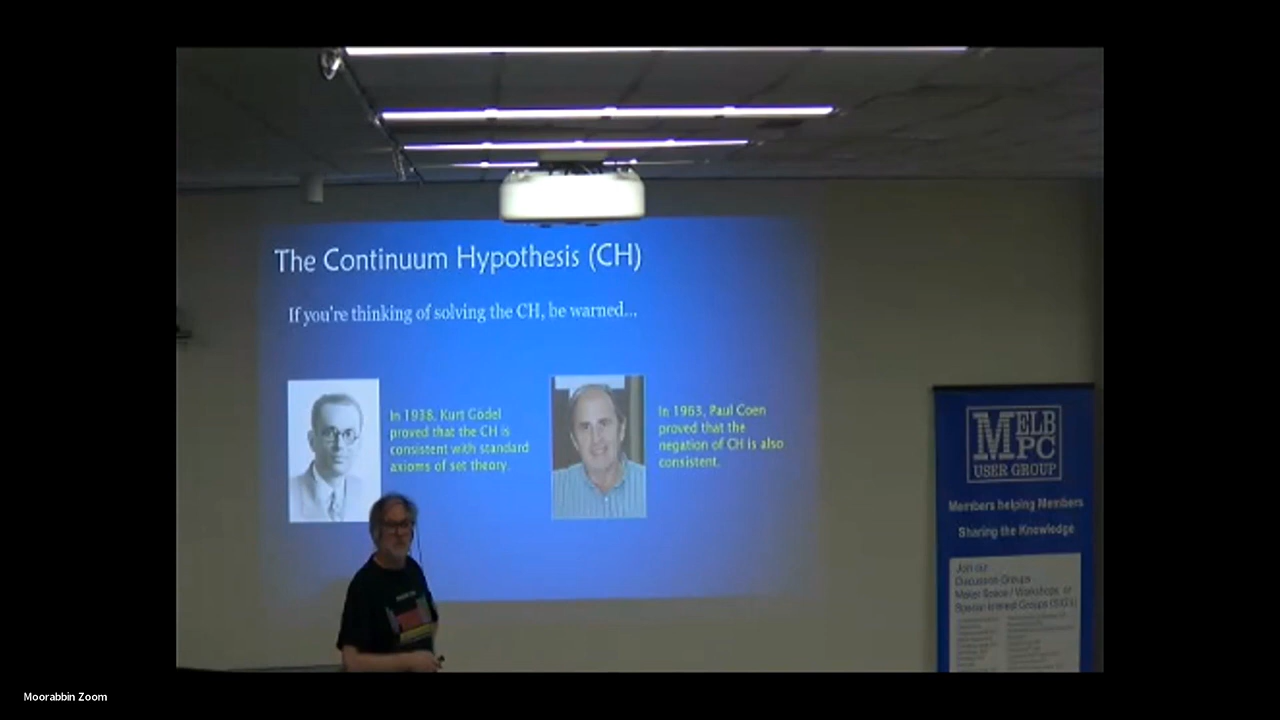 The Continuum Hypothesis (CH)
If you're thinking of solving the CH, be warned...
In 1938, Kurt Gödel
proved that the CH is
consistent with standard
axioms of set theory.
In 1963, Paul Coen
proved that the
negation of CH is also
consistent.
MELB
PC
USER GROUP
Members helping Members
Sharing the Knowledge
Join our
Discussion Groups
Maker Space / Workshops, or
Special Interest Groups (SIG's)
Moorabbin Zoom